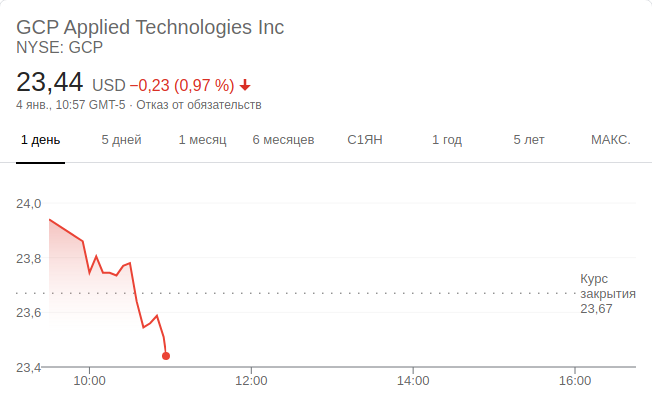 GCP Applied Technologies Inc
NYSE: GCP
23,44 USD −0,23 (0,97 %)
4 янв., 10:57 GMT-5 · Отказ от обязательств
1 день 5 дней 1 месяц 6 месяцев С1ЯН 1 год 5 лет МАКС.
24,0
23,8
Курс
закрытия
23,67
23,6
23,4
10:00 12:00 14:00 16:00